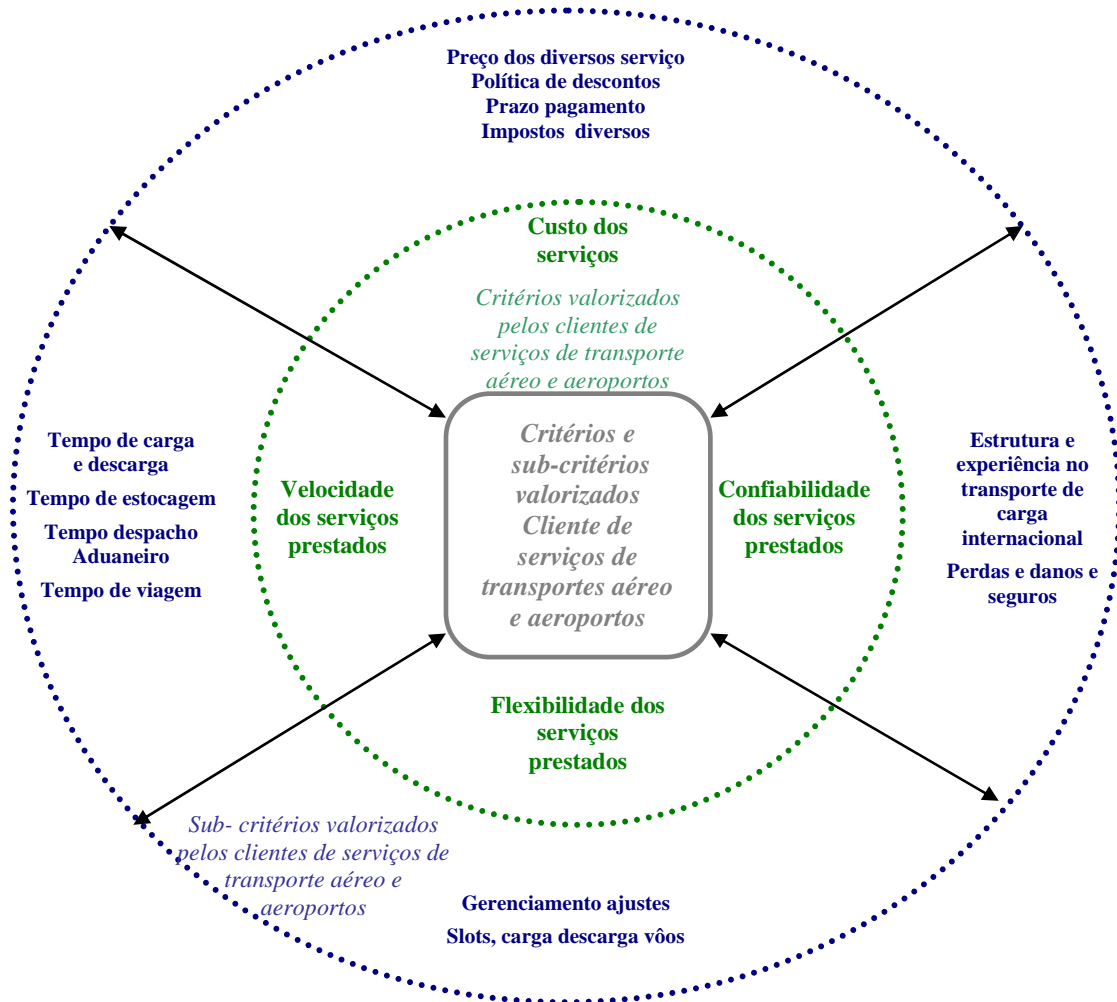 Preço dos diversos serviço
Política de descontos
Prazo pagamento
Impostos diversos
Custo dos
serviços
Critérios valorizados
pelos clientes de
serviços de transporte
aéreo e aeroportos
Tempo de carga
e descarga
Tempo de estocagem
Tempo despacho
Aduaneiro
Tempo de viagem
Velocidade
dos serviços
prestados
Critérios e
sub-critérios
valorizados
Cliente de
serviços de
transportes aéreo
e aeroportos
Confiabilidade
dos serviços
prestados
Estrutura e
experiência no
transporte de
carga
internacional
Perdas e danos e
seguros
Flexibilidade dos
serviços
prestados
Sub- critérios valorizados
pelos clientes de serviços de
transporte aéreo e
aeroportos
Gerenciamento ajustes
Slots, carga descarga vôos